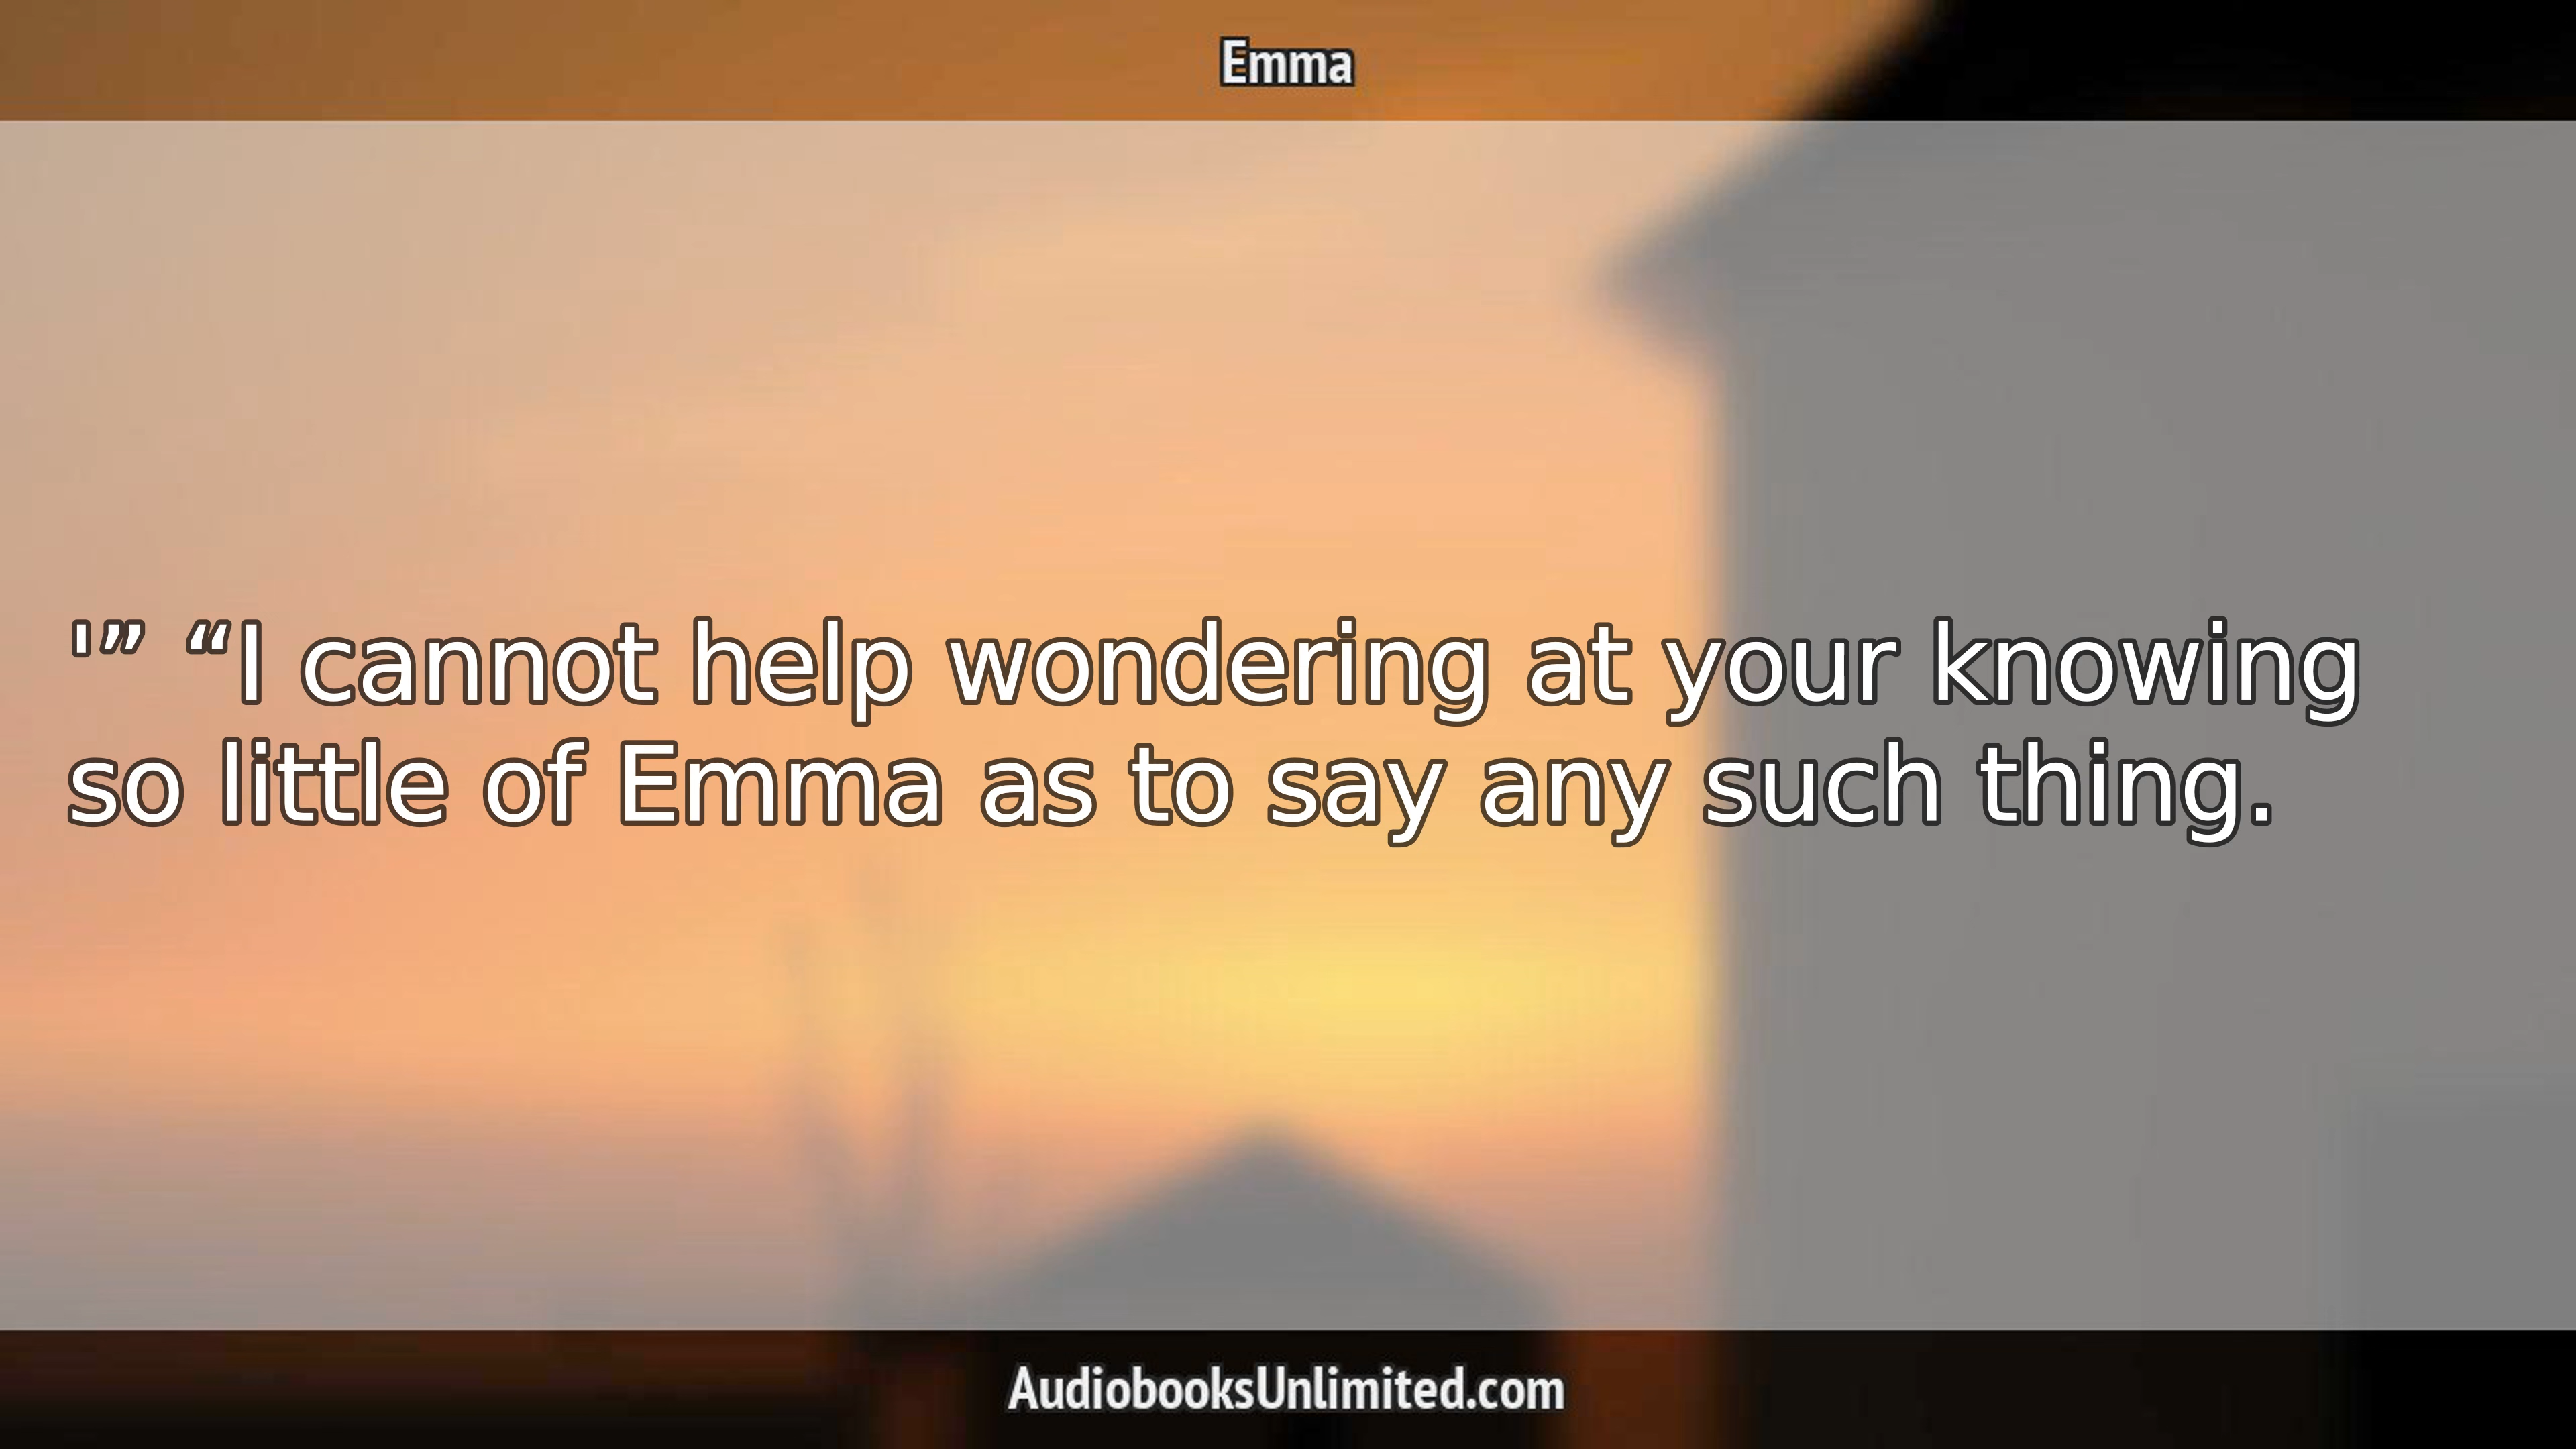 Emma
'” “I cannot help wondering at your knowing
so little of Emma as to say any such thing.
AudiobooksUnlimited.com